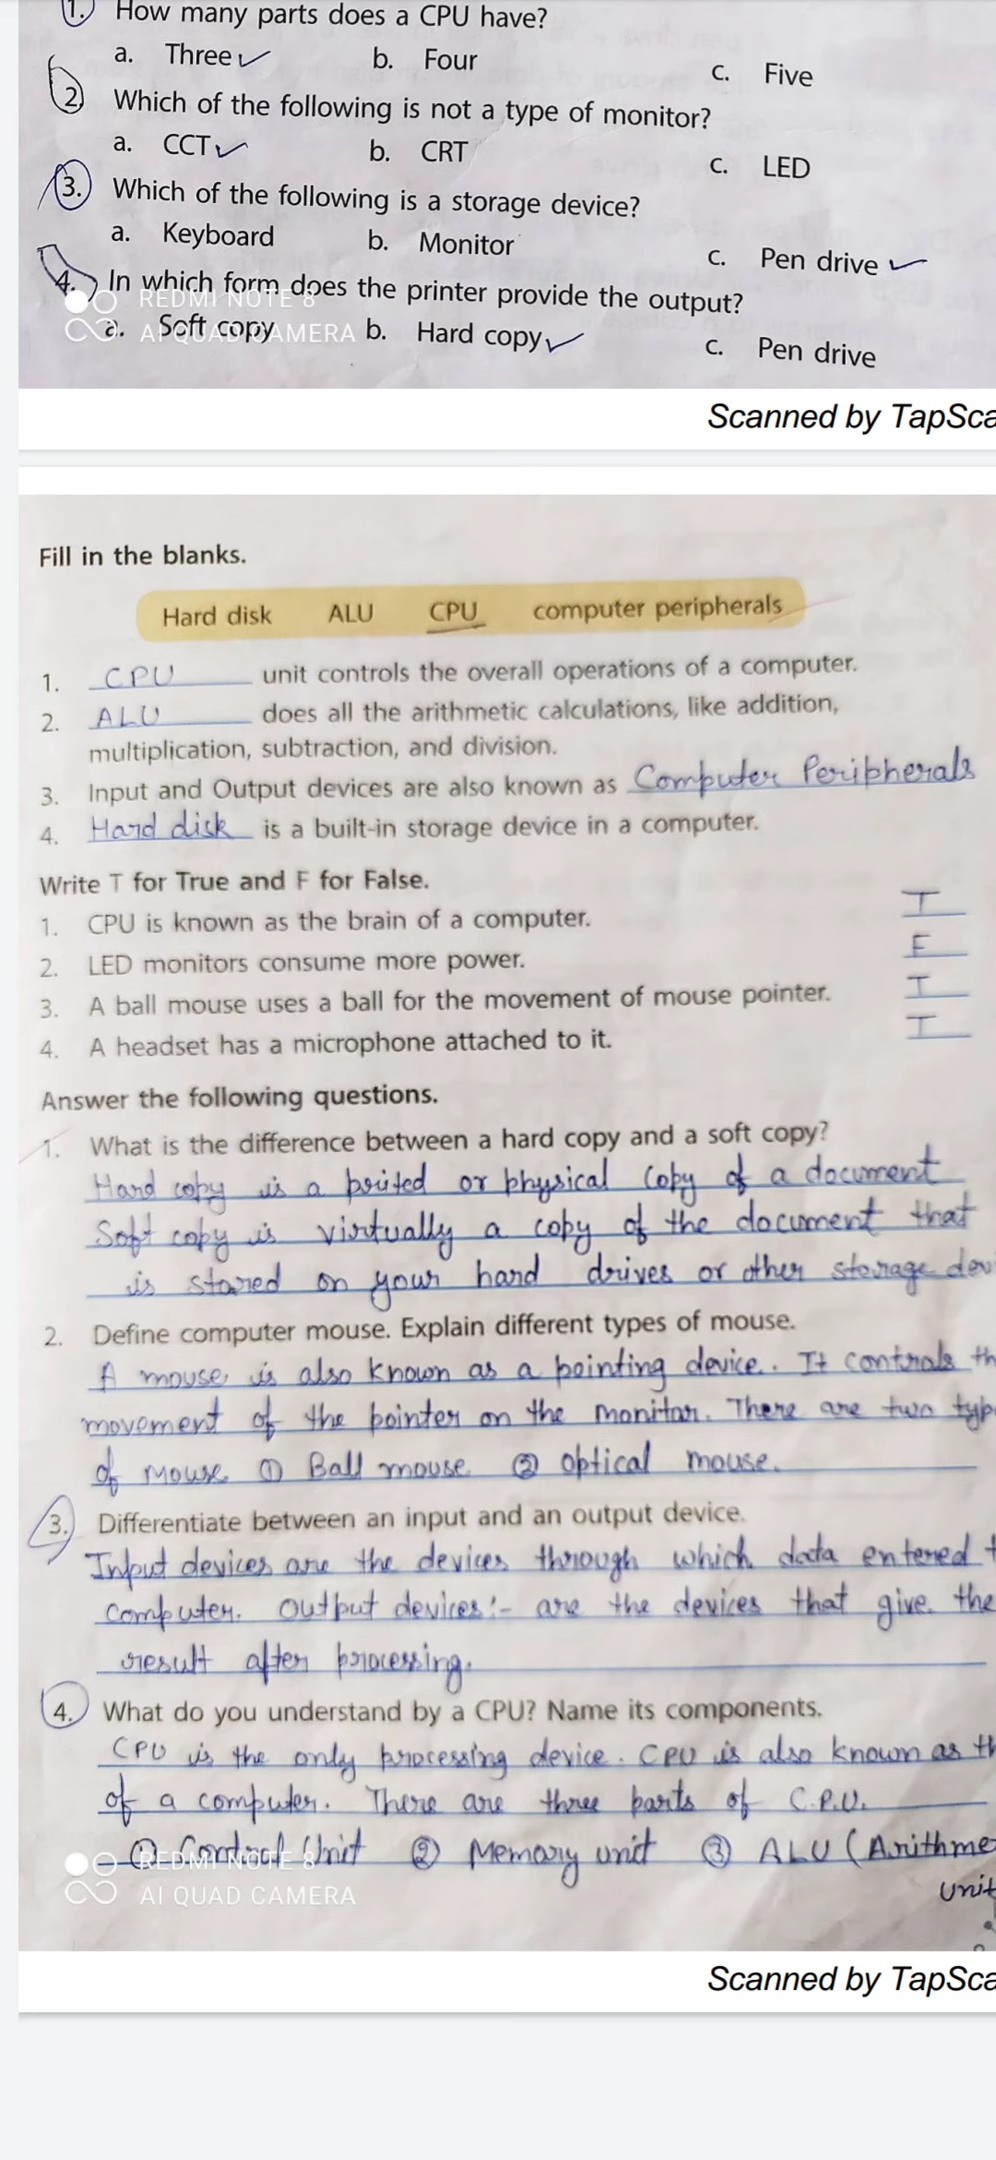 1. How many parts does a CPU have?
a. Three ✓ b. Four c. Five
2. Which of the following is not a type of monitor?
a. CCT ✓ b. CRT c. LED
3. Which of the following is a storage device?
a. Keyboard b. Monitor c. Pen drive ✓
4. In which form does the printer provide the output?
REDMI NOTE 8
a. Soft copy b. Hard copy ✓ c. Pen drive
AI QUAD CAMERA
Scanned by TapSca
Fill in the blanks.
Hard disk ALU CPU computer peripherals
1. CPU unit controls the overall operations of a computer.
2. ALU does all the arithmetic calculations, like addition,
multiplication, subtraction, and division.
3. Input and Output devices are also known as Computer Peripherals
4. Hard disk is a built-in storage device in a computer.
Write T for True and F for False.
1. CPU is known as the brain of a computer. T
2. LED monitors consume more power. F
3. A ball mouse uses a ball for the movement of mouse pointer. T
4. A headset has a microphone attached to it. T
Answer the following questions.
1. What is the difference between a hard copy and a soft copy?
Hard copy is a prited or physical Copy of a document
Soft copy is virtually a copy of the document that
is stored on your hard drives or other storage dev
2. Define computer mouse. Explain different types of mouse.
A mouse is also known as a pointing device. It controls th
movement of the pointer on the monitor. There are two typ
of mouse ① Ball mouse ② optical mouse.
3. Differentiate between an input and an output device.
Input devices are the devices through which data entered t
computer. Output devices:- are the devices that give the
result after processing.
4. What do you understand by a CPU? Name its components.
CPU is the only processing device. CPU is also known as th
of a computer. There are three parts of C.P.U.
① Control Unit ② Memory unit ③ ALU (Arithme
REDMI NOTE 8
unit
AI QUAD CAMERA
Scanned by TapSca